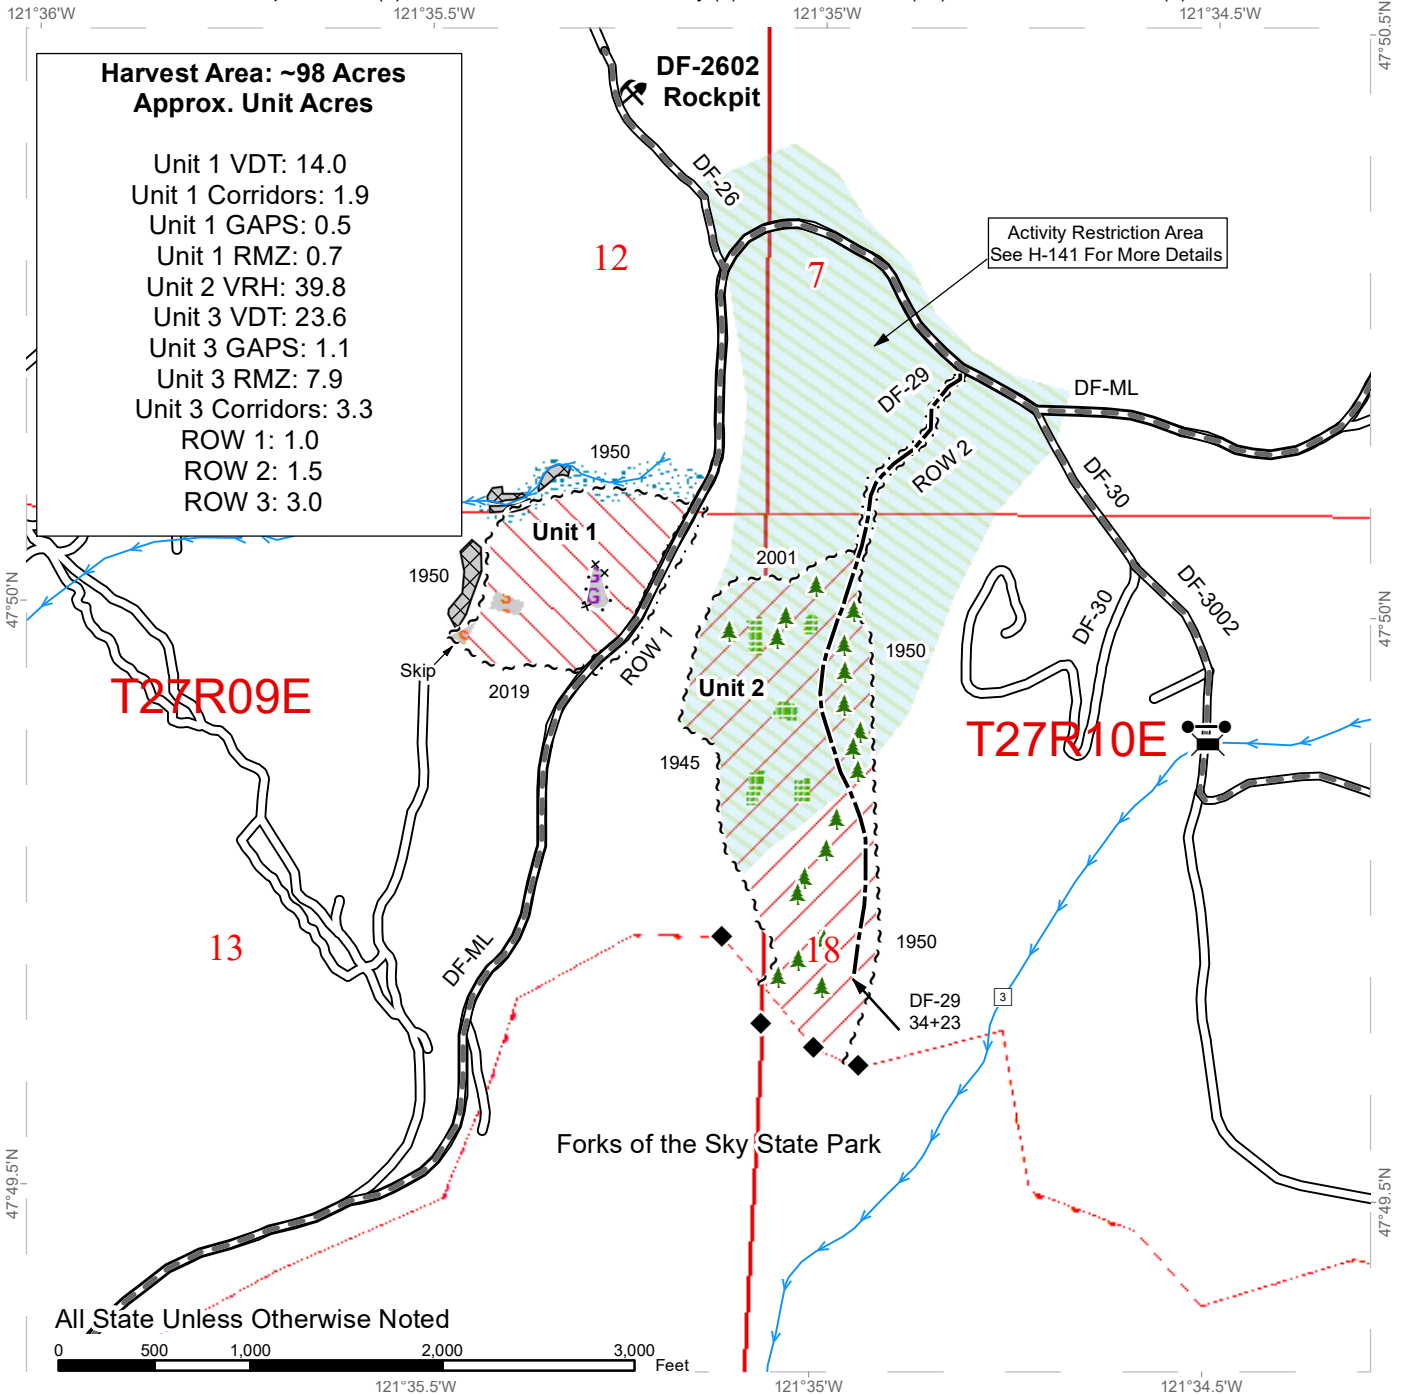 121°36'W
121°35.5'W
121°35'W
121°34.5'W
47°50.5'N
Harvest Area: ~98 Acres
Approx. Unit Acres
Unit 1 VDT: 14.0
Unit 1 Corridors: 1.9
Unit 1 GAPS: 0.5
Unit 1 RMZ: 0.7
Unit 2 VRH: 39.8
Unit 3 VDT: 23.6
Unit 3 GAPS: 1.1
Unit 3 RMZ: 7.9
Unit 3 Corridors: 3.3
ROW 1: 1.0
ROW 2: 1.5
ROW 3: 3.0
DF-2602
Rockpit
DF-26
12
7
Activity Restriction Area
See H-141 For More Details
DF-29
DF-ML
ROW 2
DF-30
1950
Unit 1
1950
G
G
2001
DF-3002
DF-30
47°50'N
47°50'N
ROW 1
1950
Skip
2019
Unit 2
T27R09E
T27R10E
1945
13
DF-ML
18
1950
DF-29
34+23
3
Forks of the Sky State Park
47°49.5'N
47°49.5'N
All State Unless Otherwise Noted
0
500
1,000
2,000
3,000
Feet
121°35.5'W
121°35'W
121°34.5'W